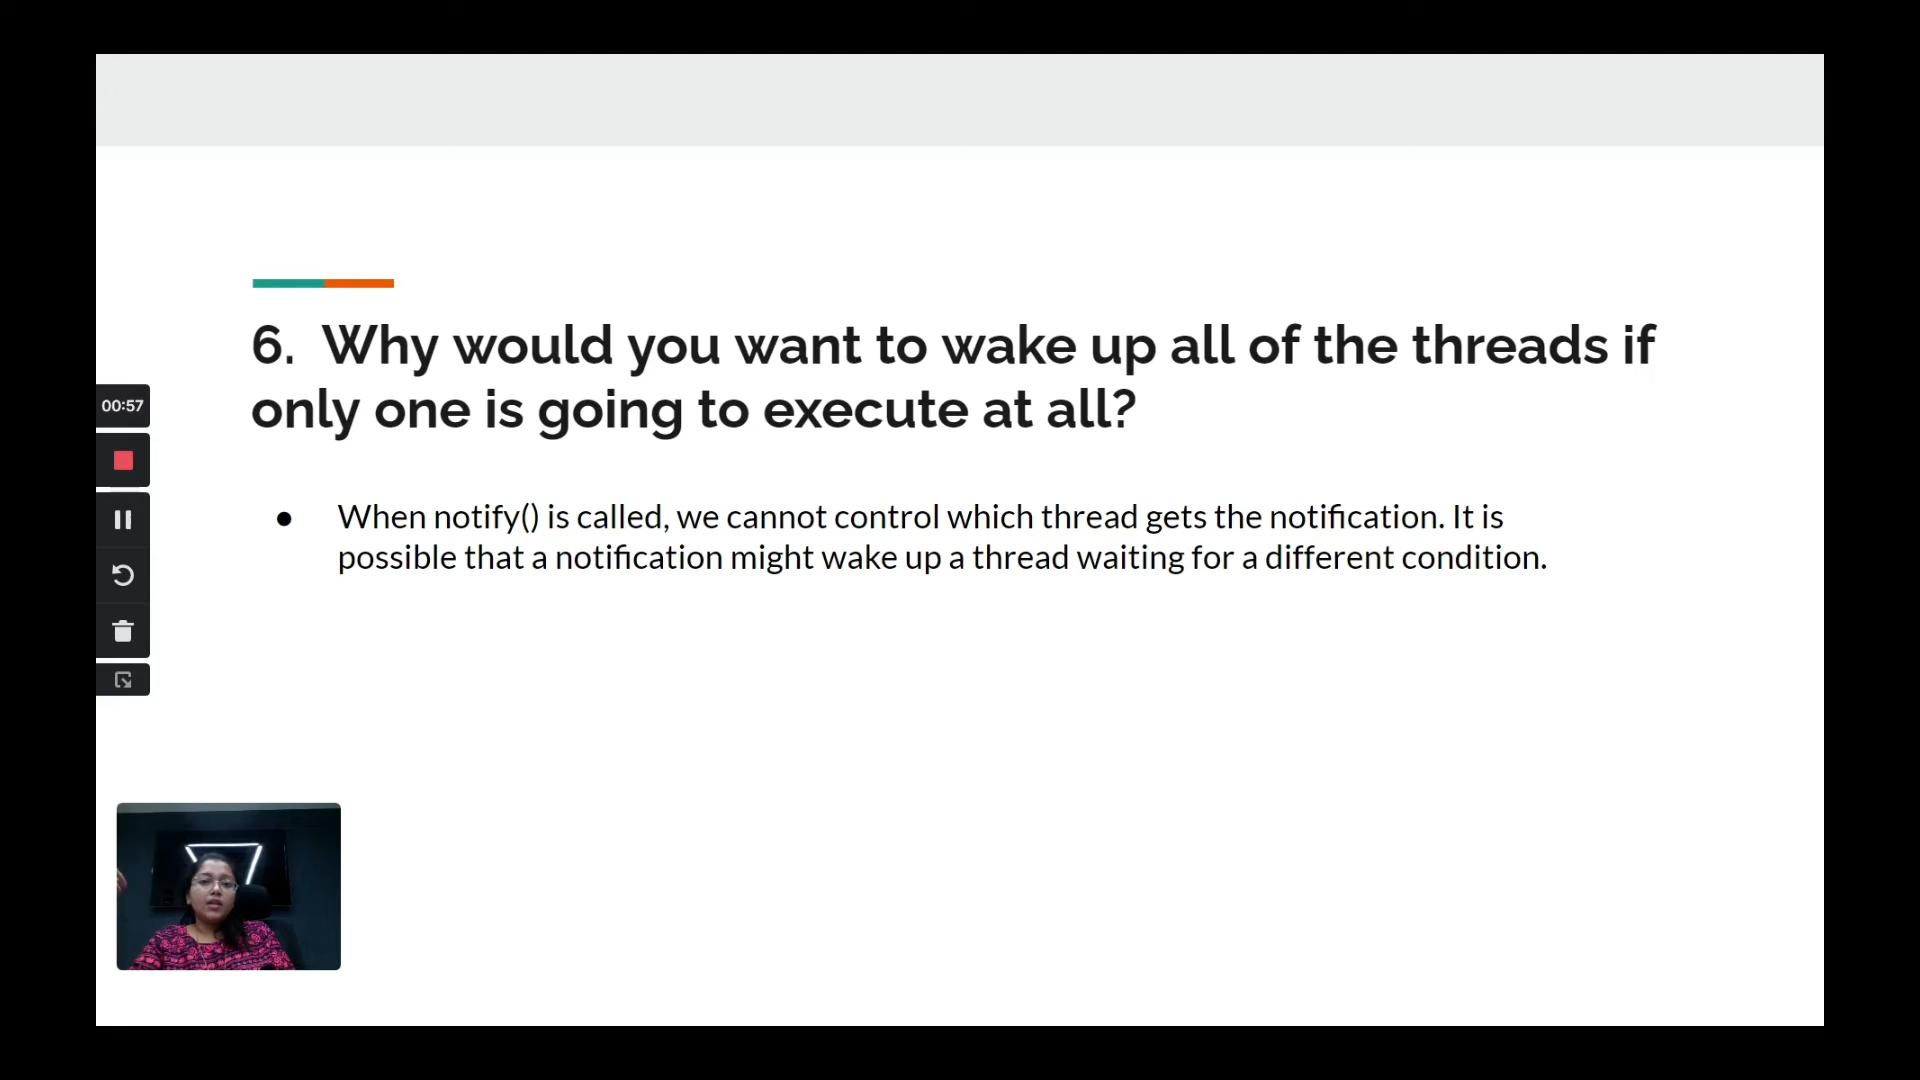 6. Why would you want to wake up all of the threads if
only one is going to execute at all?
00:57
● When notify() is called, we cannot control which thread gets the notification. It is
possible that a notification might wake up a thread waiting for a different condition.